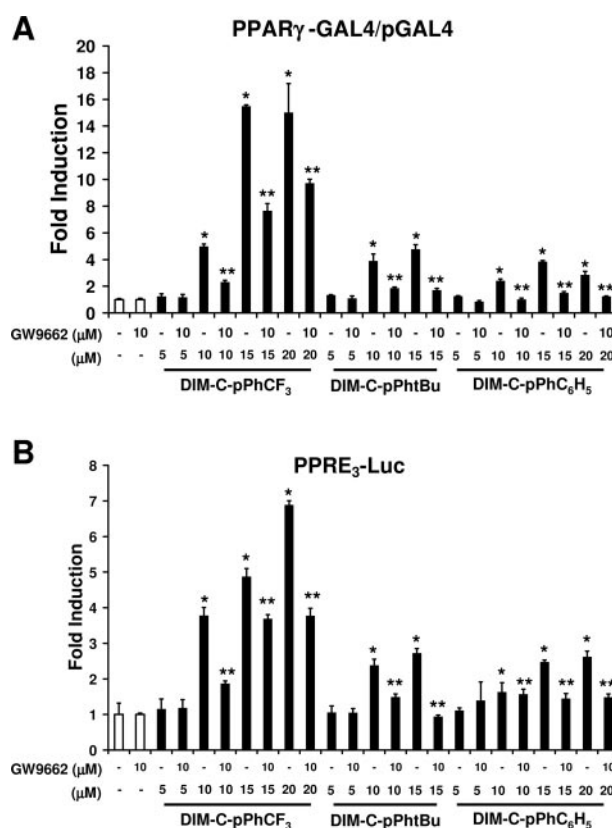 A
PPARγ-GAL4/pGAL4
20
18
16
14
12
10
8
6
4
2
0
Fold Induction
* ** * ** * ** * ** * ** * ** * ** * **
GW9662 (μM) - 10 - 10 - 10 - 10 - 10 - 10 - 10 - 10 - 10 - 10 - 10 - 10
(μM) - - 5 5 10 10 15 15 20 20 5 5 10 10 15 15 5 5 10 10 15 15 20 20
DIM-C-pPhCF₃ DIM-C-pPhtBu DIM-C-pPhC₆H₅
B
PPRE₃-Luc
8
7
6
5
4
3
2
1
0
Fold Induction
* ** * ** * ** * ** * ** * ** * ** * **
GW9662 (μM) - 10 - 10 - 10 - 10 - 10 - 10 - 10 - 10 - 10 - 10 - 10 - 10
(μM) - - 5 5 10 10 15 15 20 20 5 5 10 10 15 15 5 5 10 10 15 15 20 20
DIM-C-pPhCF₃ DIM-C-pPhtBu DIM-C-pPhC₆H₅